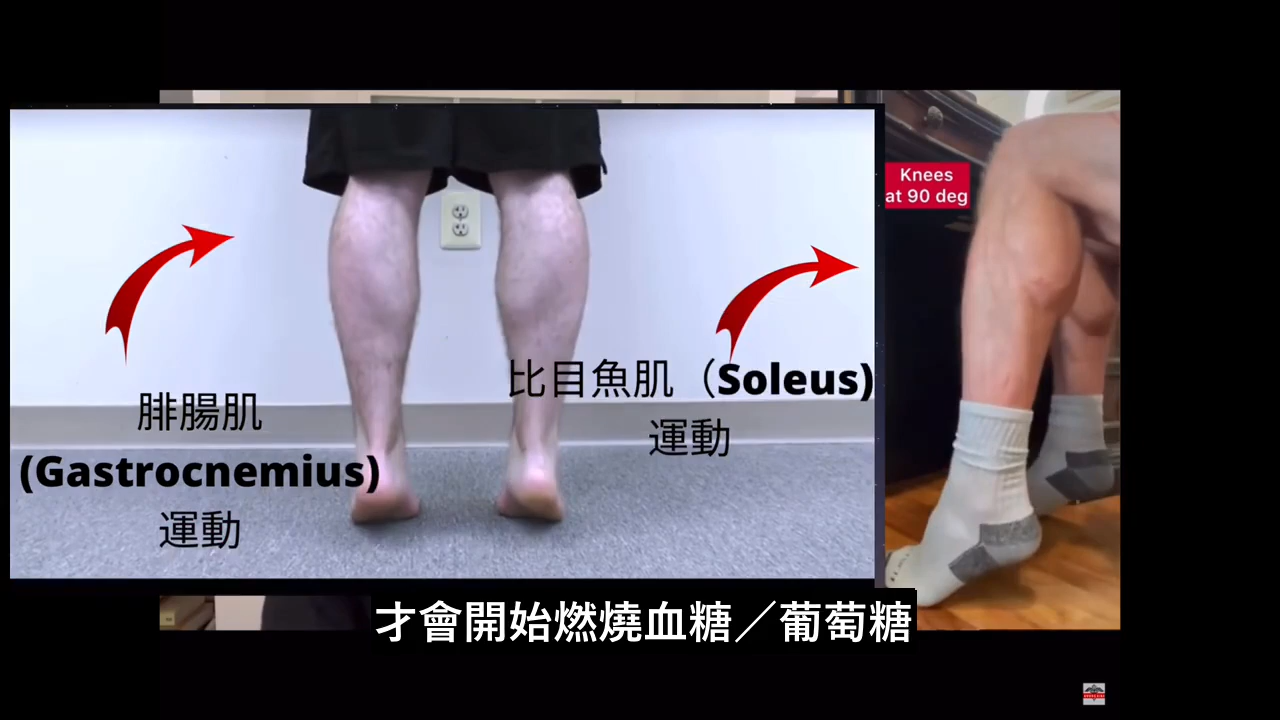 Knees
at 90 deg
比目魚肌（Soleus)
運動
腓腸肌
(Gastrocnemius)
運動
才會開始燃燒血糖／葡萄糖